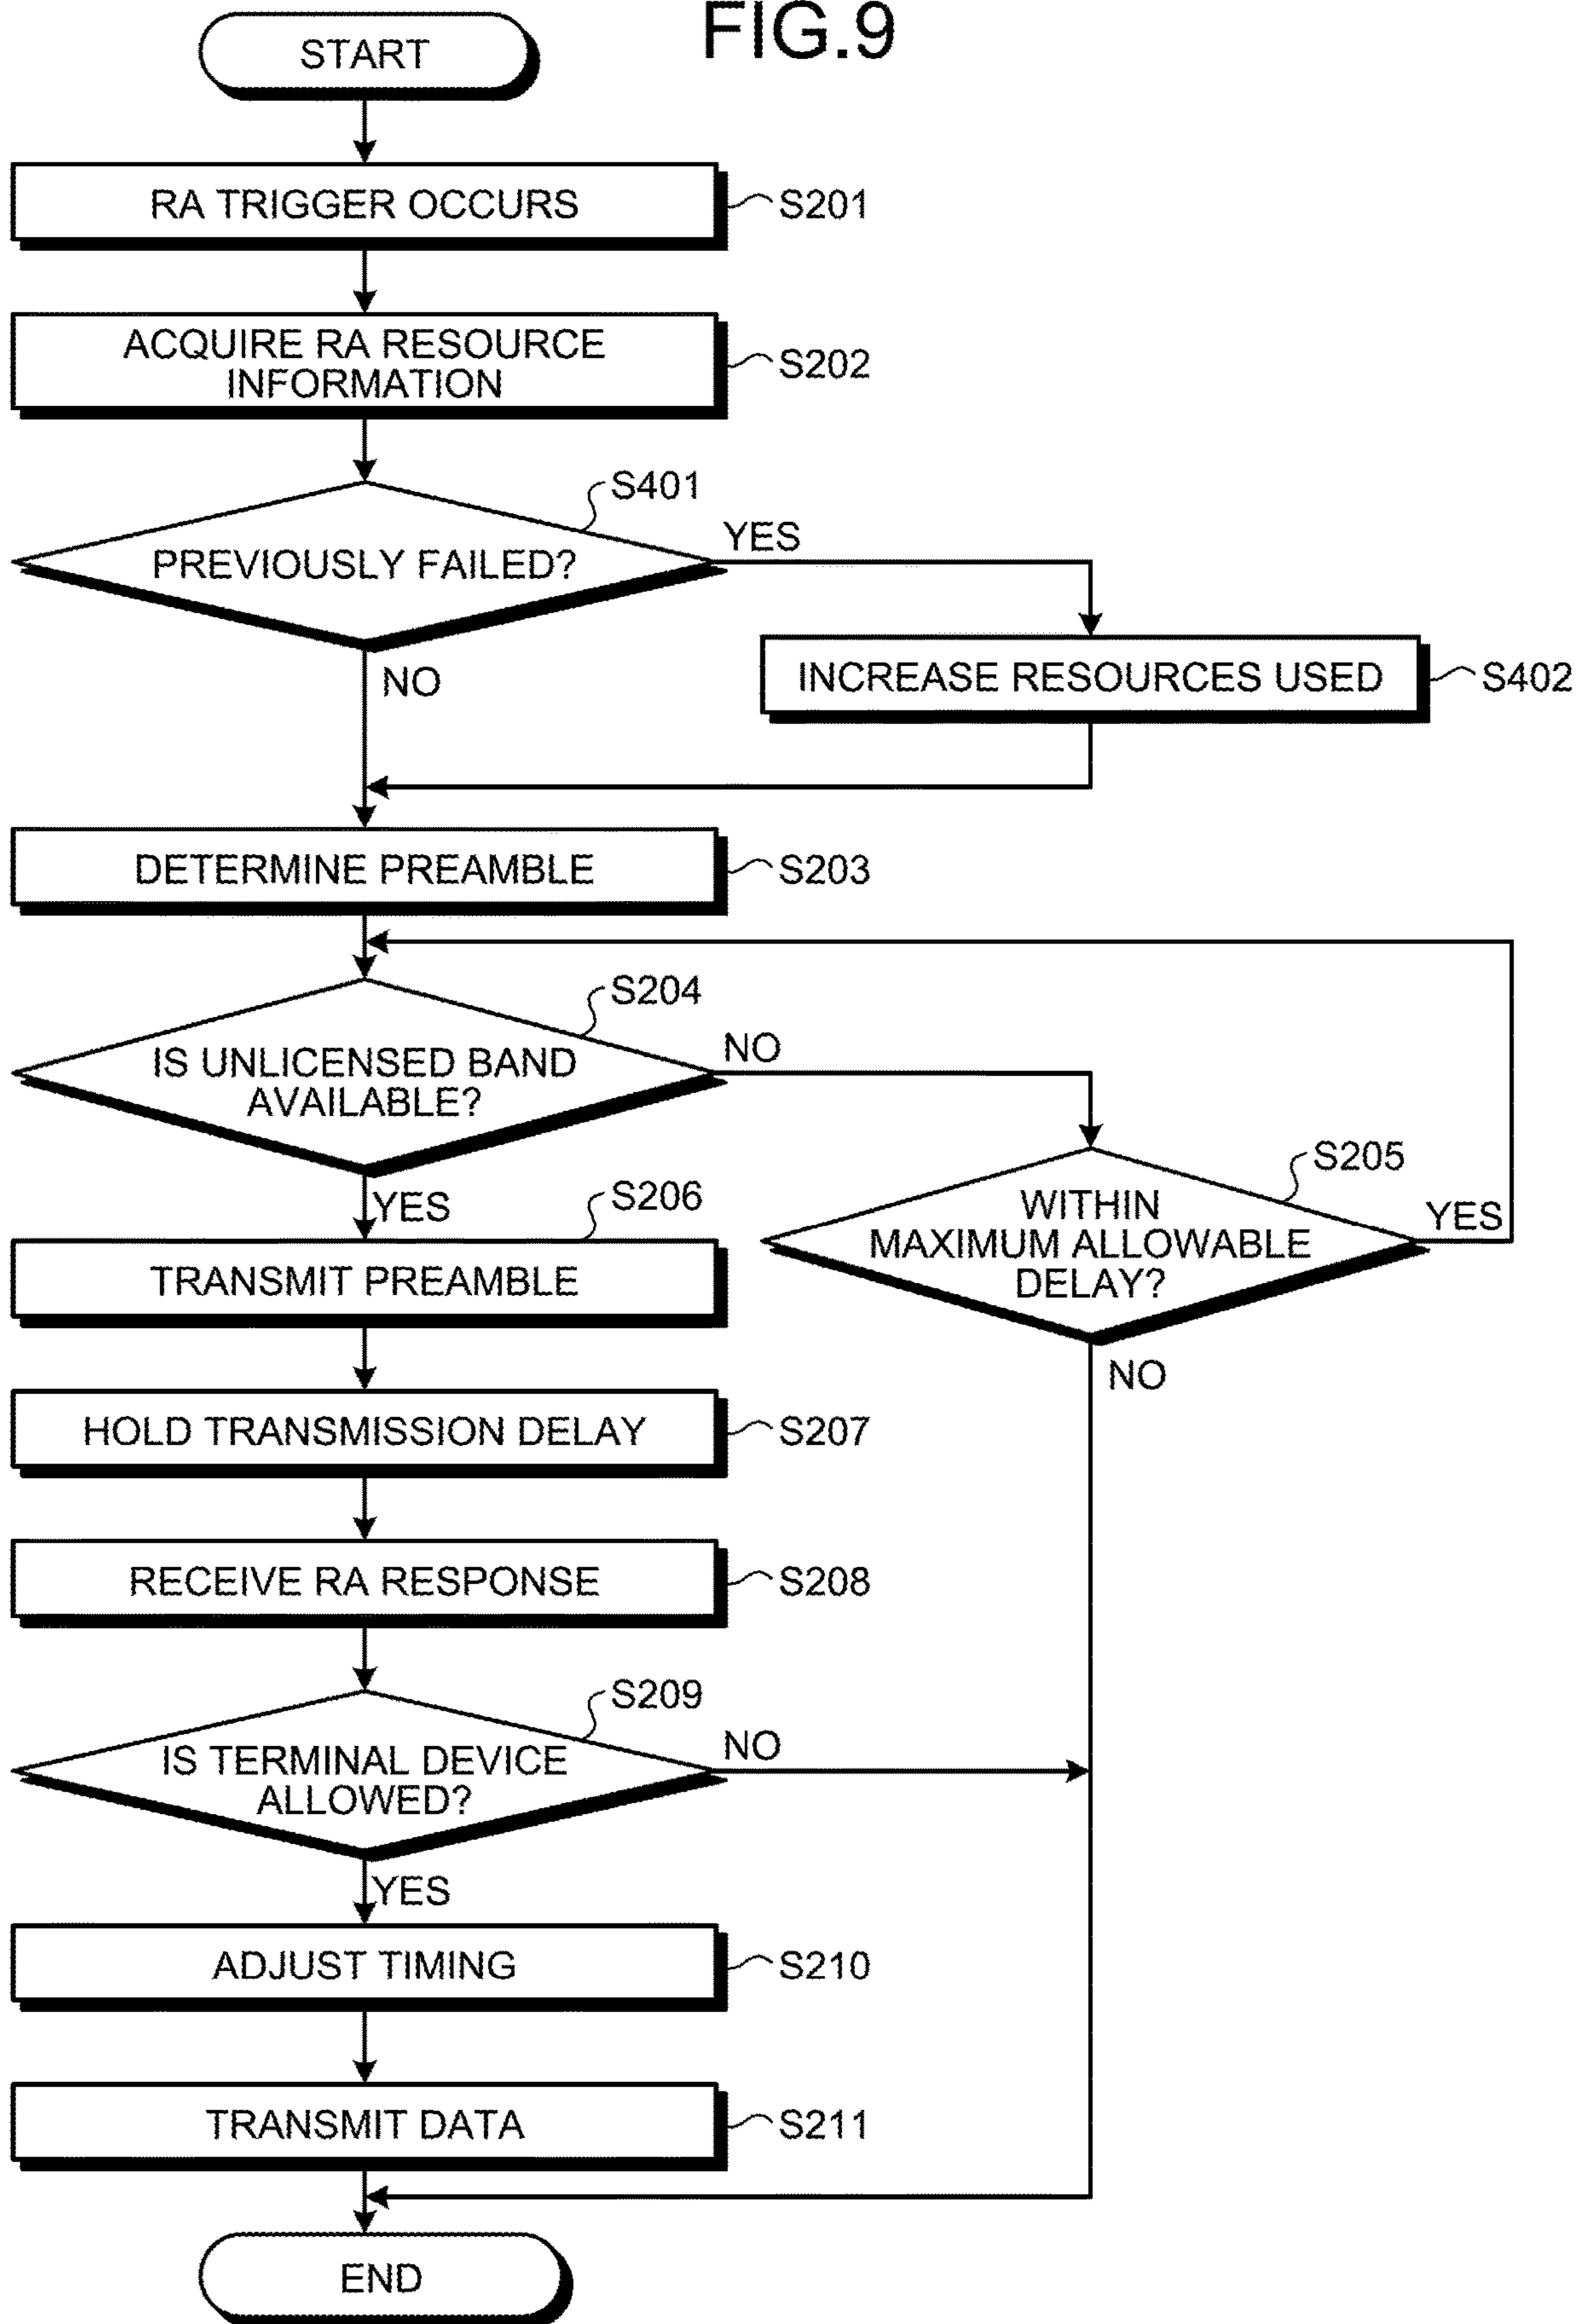 FIG.9
START
RA TRIGGER OCCURS
S201
ACQUIRE RA RESOURCE
INFORMATION
S202
S401
PREVIOUSLY FAILED?
YES
NO
INCREASE RESOURCES USED
S402
DETERMINE PREAMBLE
S203
S204
IS UNLICENSED BAND
AVAILABLE?
NO
YES
S205
WITHIN
MAXIMUM ALLOWABLE
DELAY?
YES
NO
S206
TRANSMIT PREAMBLE
HOLD TRANSMISSION DELAY
S207
RECEIVE RA RESPONSE
S208
S209
IS TERMINAL DEVICE
ALLOWED?
NO
YES
ADJUST TIMING
S210
TRANSMIT DATA
S211
END